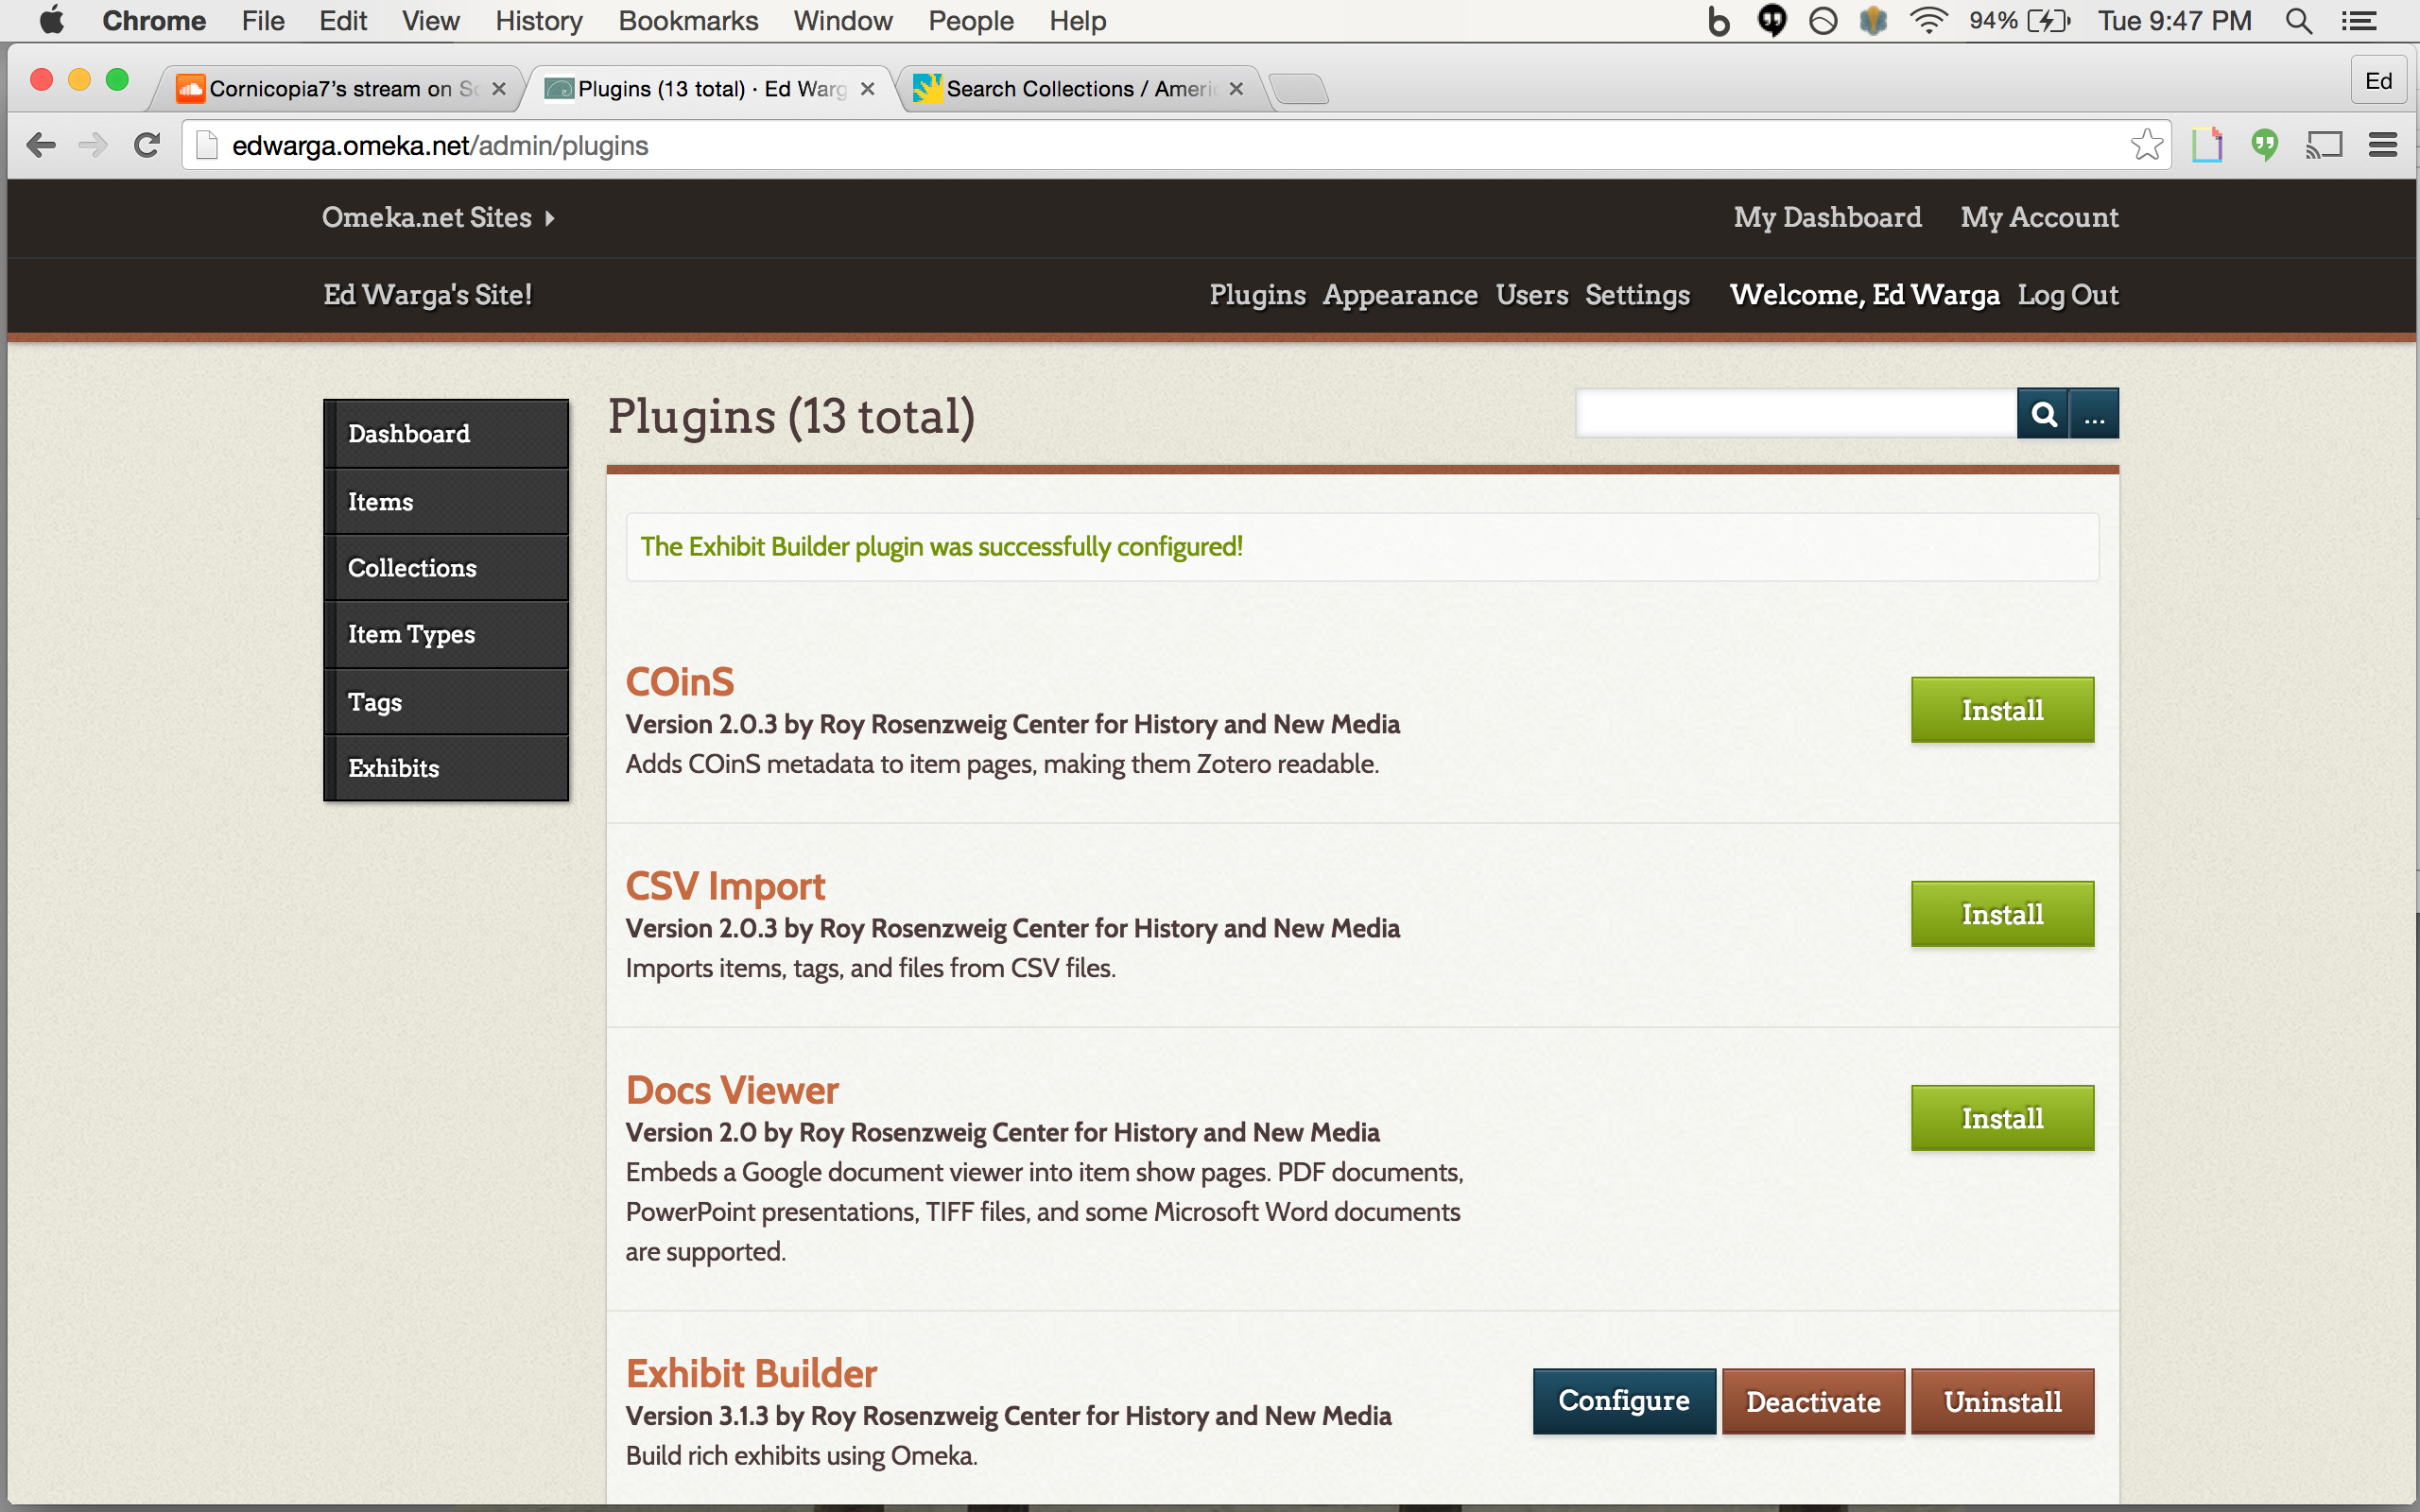 Chrome File Edit View History Bookmarks Window People Help 94% Tue 9:47 PM
Cornicopia7's stream on S Plugins (13 total) · Ed Warg Search Collections / Ameri Ed
edwarga.omeka.net/admin/plugins
Omeka.net Sites My Dashboard My Account
Ed Warga's Site! Plugins Appearance Users Settings Welcome, Ed Warga Log Out
Plugins (13 total) ...
Dashboard
Items
Collections
Item Types
Tags
Exhibits
The Exhibit Builder plugin was successfully configured!
COinS
Version 2.0.3 by Roy Rosenzweig Center for History and New Media
Adds COinS metadata to item pages, making them Zotero readable.
Install
CSV Import
Version 2.0.3 by Roy Rosenzweig Center for History and New Media
Imports items, tags, and files from CSV files.
Install
Docs Viewer
Version 2.0 by Roy Rosenzweig Center for History and New Media
Embeds a Google document viewer into item show pages. PDF documents,
PowerPoint presentations, TIFF files, and some Microsoft Word documents
are supported.
Install
Exhibit Builder
Version 3.1.3 by Roy Rosenzweig Center for History and New Media
Build rich exhibits using Omeka.
Configure Deactivate Uninstall